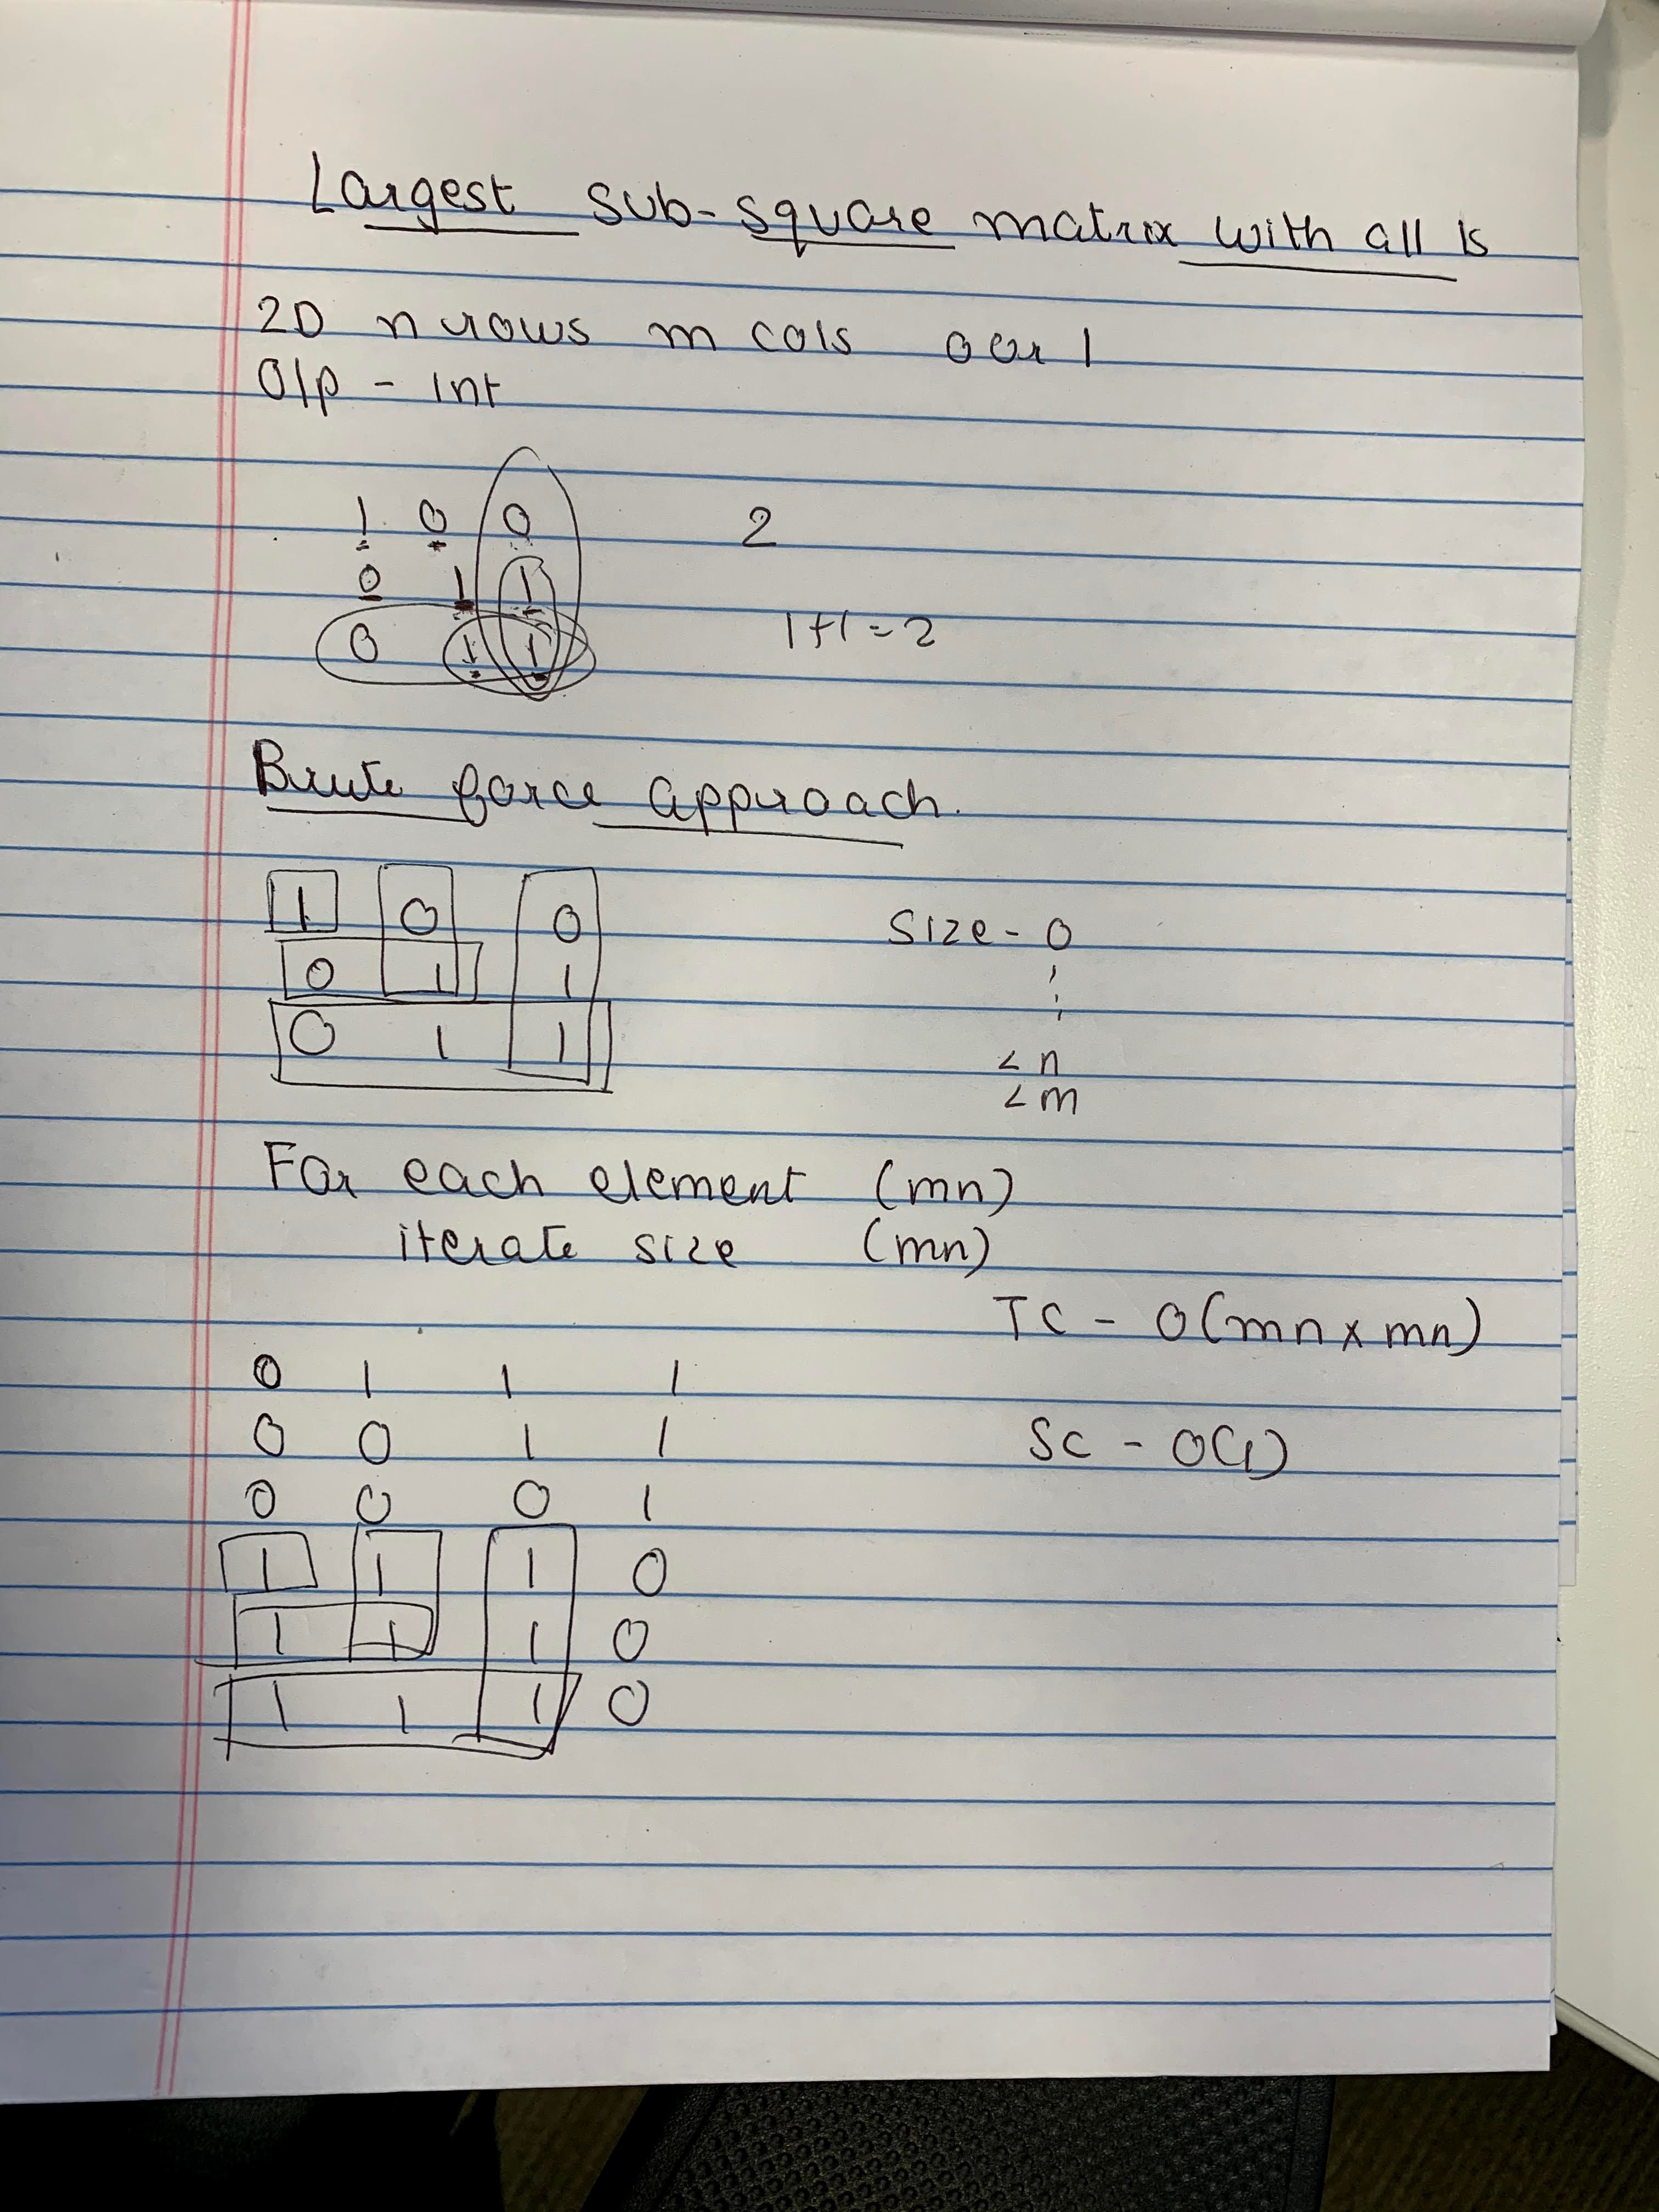 Largest sub-square matrix with all 1s
2D n rows m cols 0 or 1
O/p - Int
1 0 0 2
0 1 1
0 1 1 1+1=2
Brute force approach.
1 0 0 Size - 0
0 1 1
0 1 1 < n
< m
For each element (mn)
iterate size (mn)
TC - O(mn x mn)
0 1 1 1
0 0 1 1 SC - O(1)
0 0 0 1
1 1 1 0
1 1 1 0
1 1 1 0